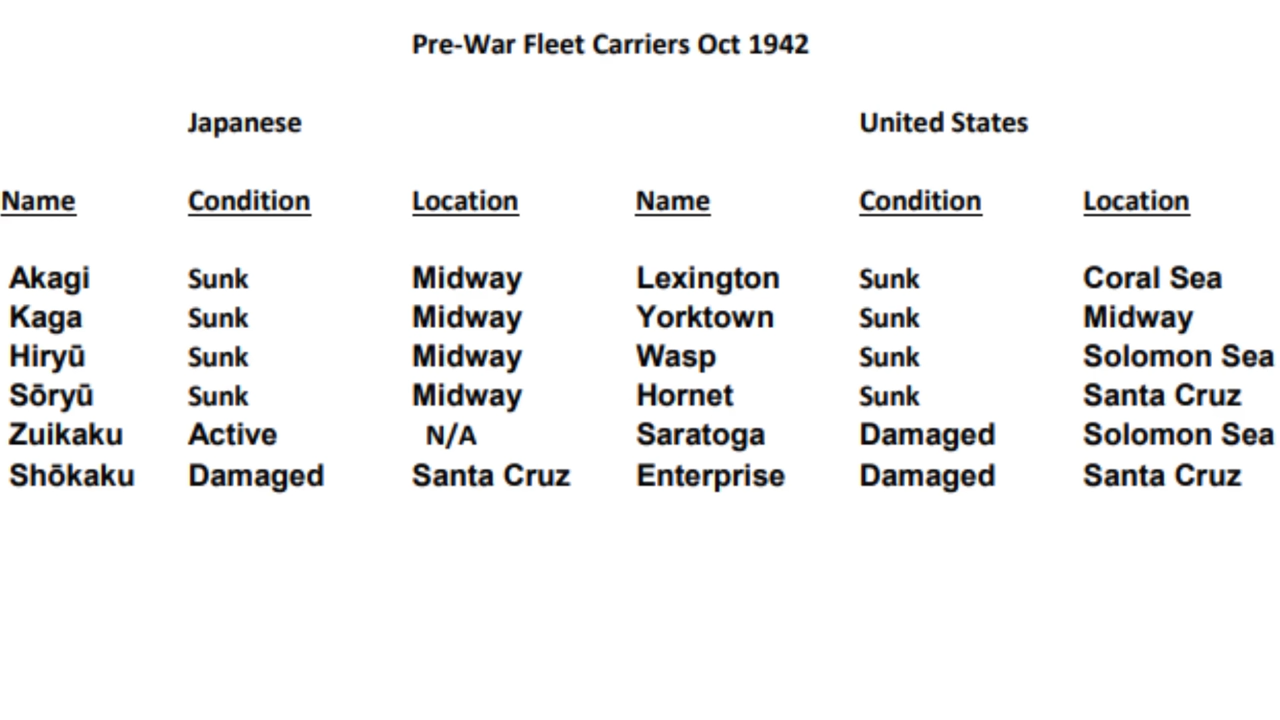 Pre-War Fleet Carriers Oct 1942
Japanese United States
Name Condition Location Name Condition Location
Akagi Sunk Midway Lexington Sunk Coral Sea
Kaga Sunk Midway Yorktown Sunk Midway
Hiryū Sunk Midway Wasp Sunk Solomon Sea
Sōryū Sunk Midway Hornet Sunk Santa Cruz
Zuikaku Active N/A Saratoga Damaged Solomon Sea
Shōkaku Damaged Santa Cruz Enterprise Damaged Santa Cruz